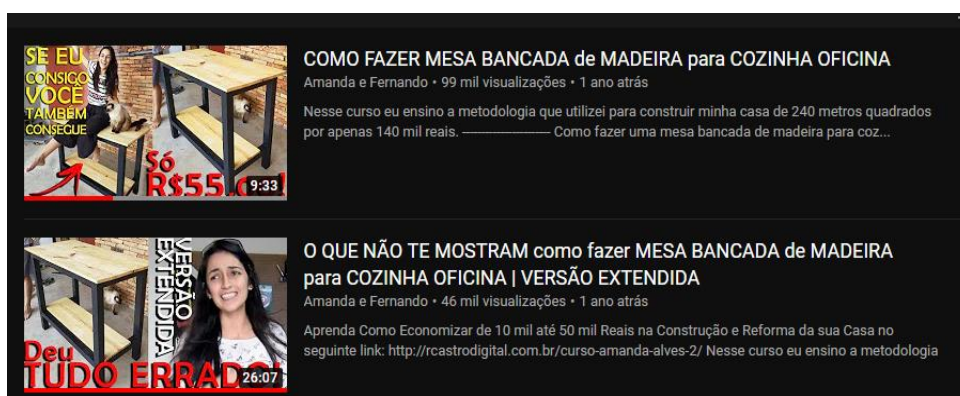 SE EU
CONSIGO
VOCÊ
TAMBÉM
CONSEGUE
Só
R$55,
9:33
COMO FAZER MESA BANCADA de MADEIRA para COZINHA OFICINA
Amanda e Fernando • 99 mil visualizações • 1 ano atrás
Nesse curso eu ensino a metodologia que utilizei para construir minha casa de 240 metros quadrados
por apenas 140 mil reais. ------------------------- Como fazer uma mesa bancada de madeira para coz...
VERSÃO
EXTENDIDA
Deu
TUDO ERRADO!
26:07
O QUE NÃO TE MOSTRAM como fazer MESA BANCADA de MADEIRA
para COZINHA OFICINA | VERSÃO EXTENDIDA
Amanda e Fernando • 46 mil visualizações • 1 ano atrás
Aprenda Como Economizar de 10 mil até 50 mil Reais na Construção e Reforma da sua Casa no
seguinte link: http://rcastrodigital.com.br/curso-amanda-alves-2/ Nesse curso eu ensino a metodologia